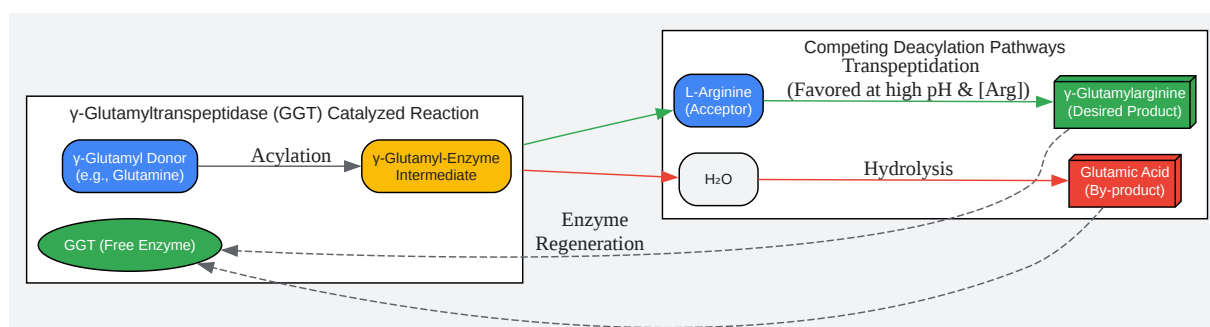 γ-Glutamyltranspeptidase (GGT) Catalyzed Reaction
γ-Glutamyl Donor
(e.g., Glutamine)
Acylation
γ-Glutamyl-Enzyme
Intermediate
GGT (Free Enzyme)
Enzyme
Regeneration
Competing Deacylation Pathways
L-Arginine
(Acceptor)
Transpeptidation
(Favored at high pH & [Arg])
γ-Glutamylarginine
(Desired Product)
H₂O
Hydrolysis
Glutamic Acid
(By-product)